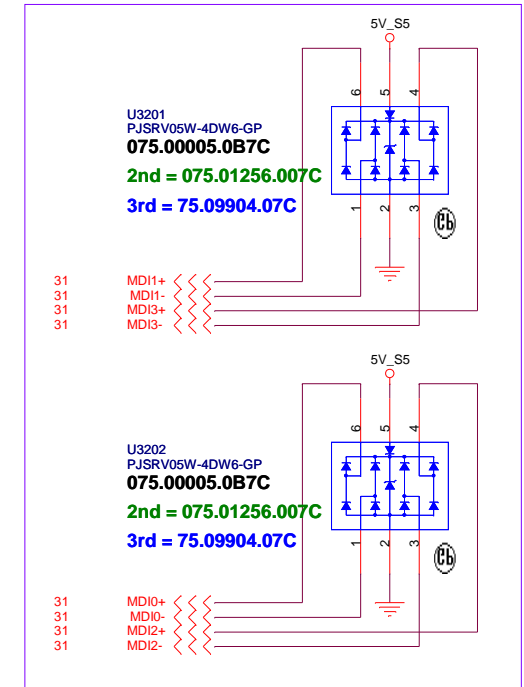 5V_S5
6 5 4
U3201
PJSRV05W-4DW6-GP
075.00005.0B7C
2nd = 075.01256.007C
3rd = 75.09904.07C
1 2 3
31 MDI1+
31 MDI1-
31 MDI3+
31 MDI3-
5V_S5
6 5 4
U3202
PJSRV05W-4DW6-GP
075.00005.0B7C
2nd = 075.01256.007C
3rd = 75.09904.07C
1 2 3
31 MDI0+
31 MDI0-
31 MDI2+
31 MDI2-